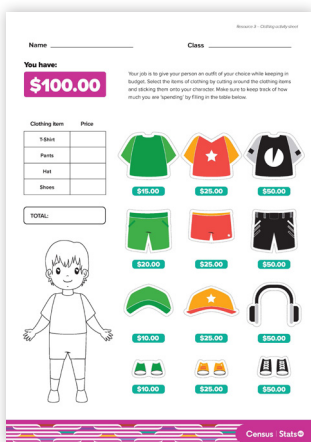 Resource 3 – Clothing activity sheet
Name
Class
You have:
$100.00
Your job is to give your person an outfit of your choice while keeping in
budget. Select the items of clothing by cutting around the clothing items
and sticking them onto your character. Make sure to keep track of how
much you are 'spending' by filling in the table below.
Clothing Item Price
T-Shirt
Pants
Hat
Shoes
TOTAL:
$15.00 $25.00 $50.00
$20.00 $25.00 $50.00
$10.00 $25.00 $50.00
$10.00 $25.00 $50.00
Census Stats